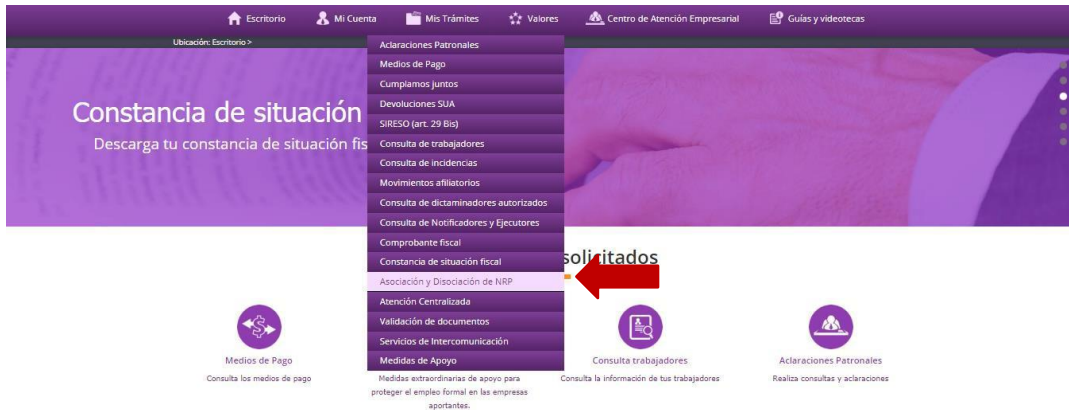 Escritorio Mi Cuenta Mis Trámites Valores Centro de Atención Empresarial Guías y videotecas
Ubicación: Escritorio >
Aclaraciones Patronales
Medios de Pago
Cumplamos juntos
Devoluciones SUA
SIRESO (art. 29 Bis)
Consulta de trabajadores
Consulta de incidencias
Movimientos afiliatorios
Consulta de dictaminadores autorizados
Consulta de Notificadores y Ejecutores
Comprobante fiscal
Constancia de situación fiscal
Asociación y Disociación de NRP
Atención Centralizada
Validación de documentos
Servicios de Intercomunicación
Medidas de Apoyo
Constancia de situación
Descarga tu constancia de situación fis
solicitados
Medios de Pago
Consulta los medios de pago
Medidas extraordinarias de apoyo para
proteger el empleo formal en las empresas
aportantes.
Consulta trabajadores
Consulta la información de tus trabajadores
Aclaraciones Patronales
Realiza consultas y aclaraciones